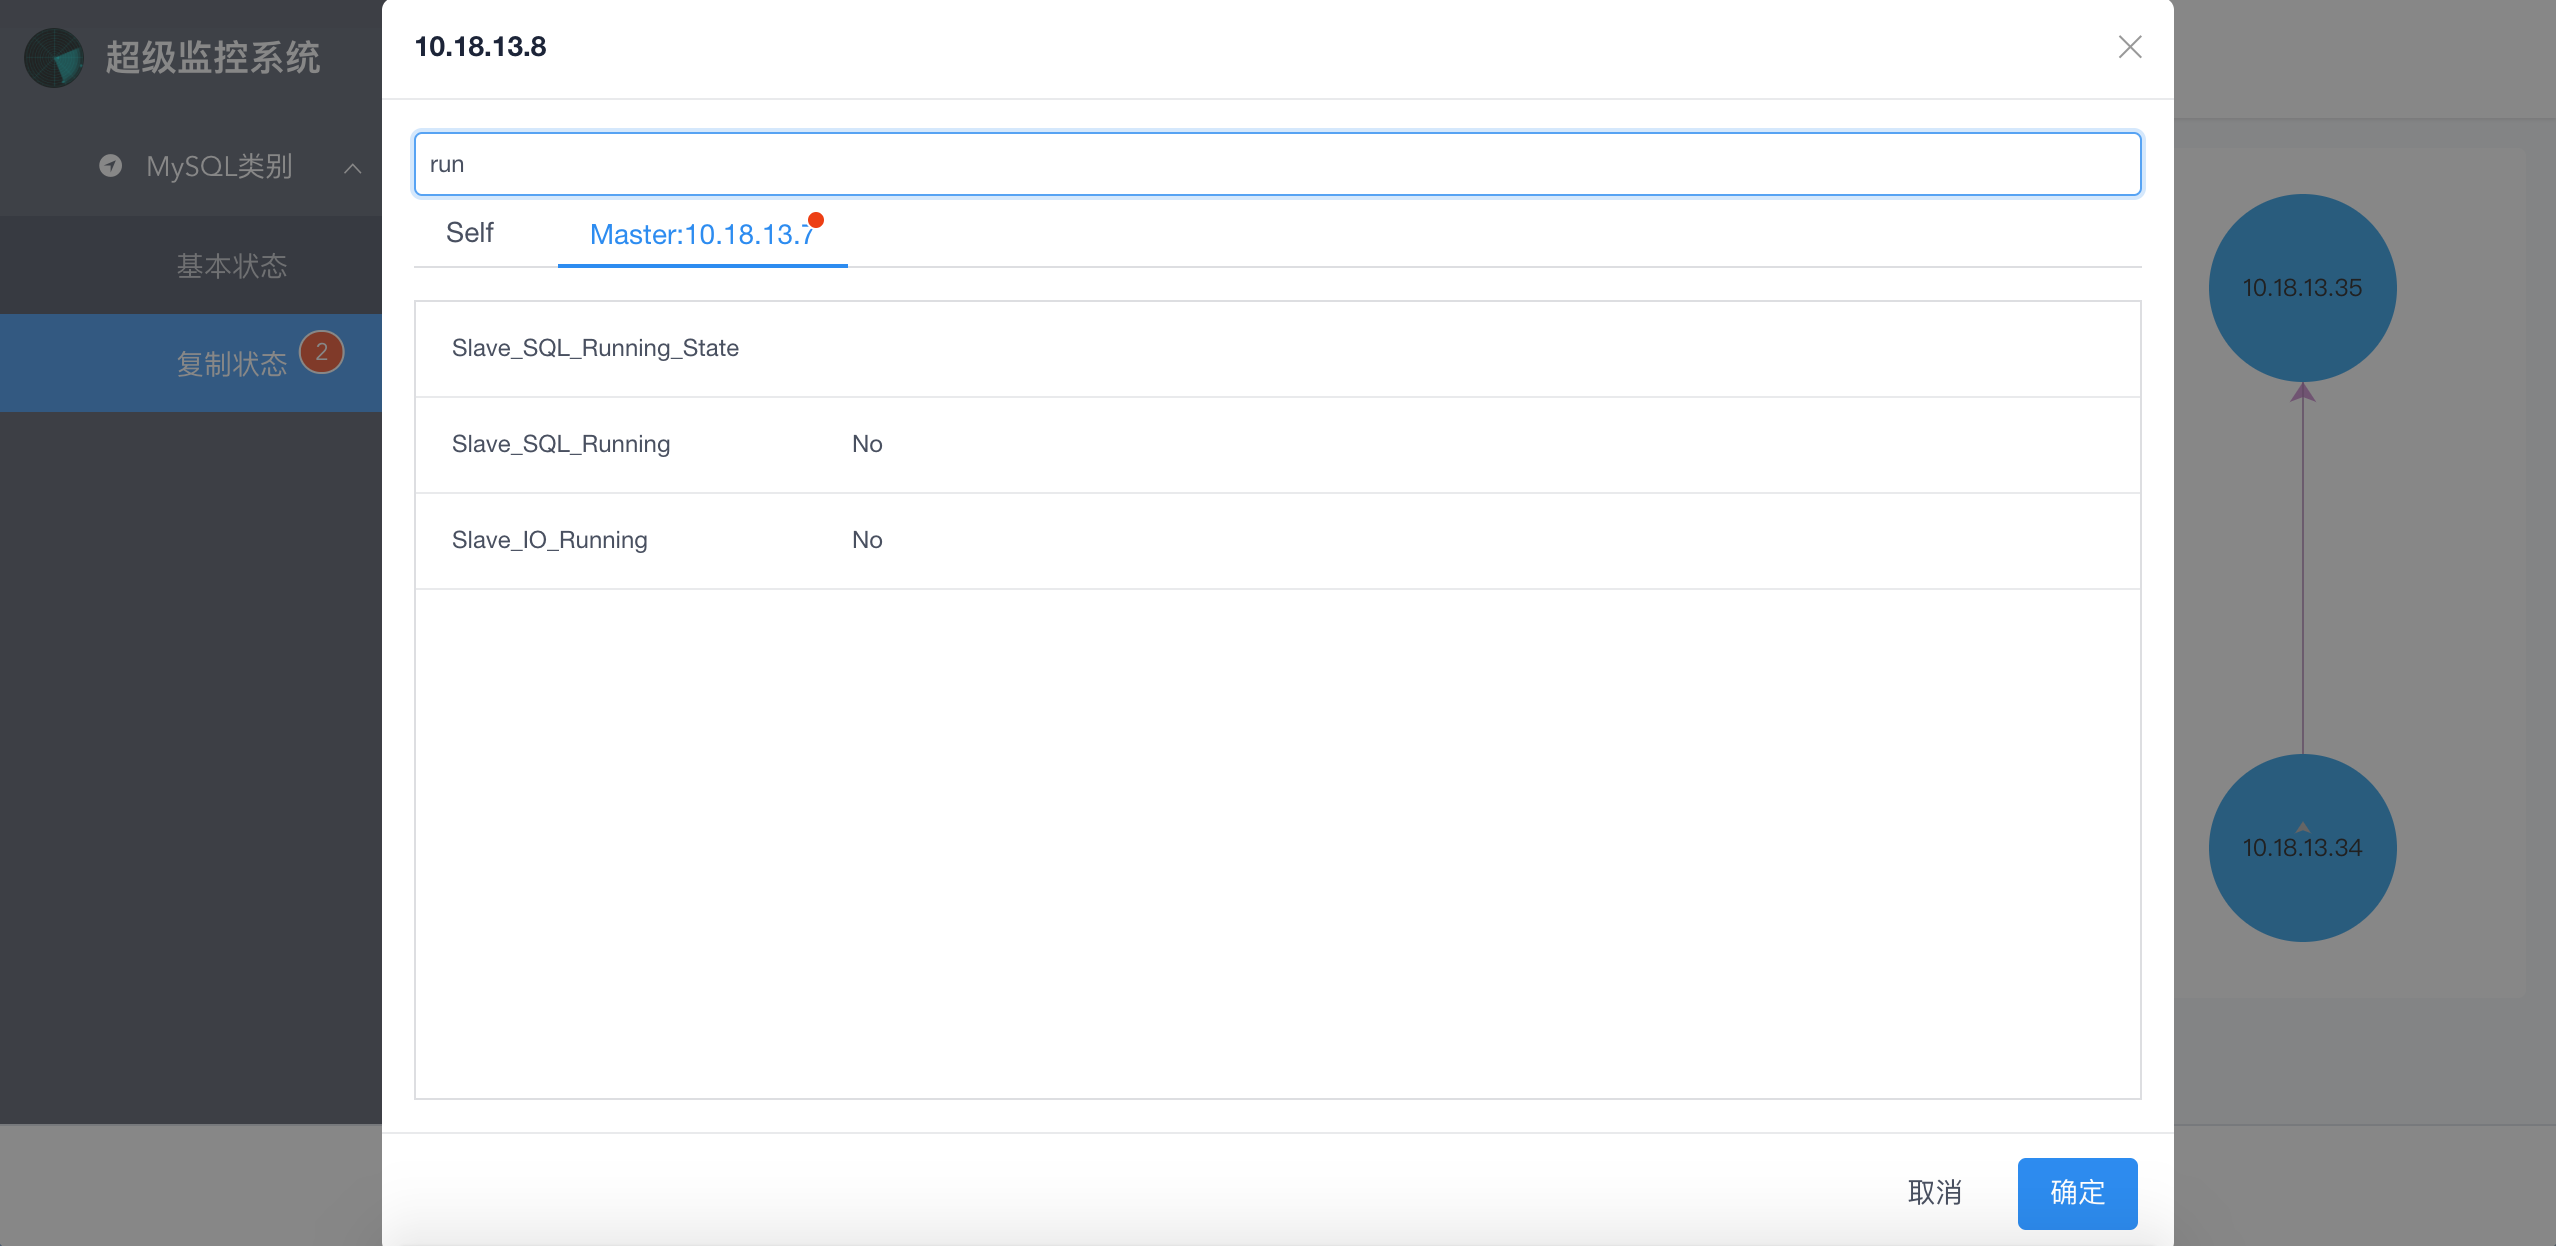 超级监控系统
MySQL类别
基本状态
复制状态
2
10.18.13.8
run
Self
Master:10.18.13.7
Slave_SQL_Running_State
Slave_SQL_Running No
Slave_IO_Running No
取消
确定
10.18.13.35
10.18.13.34